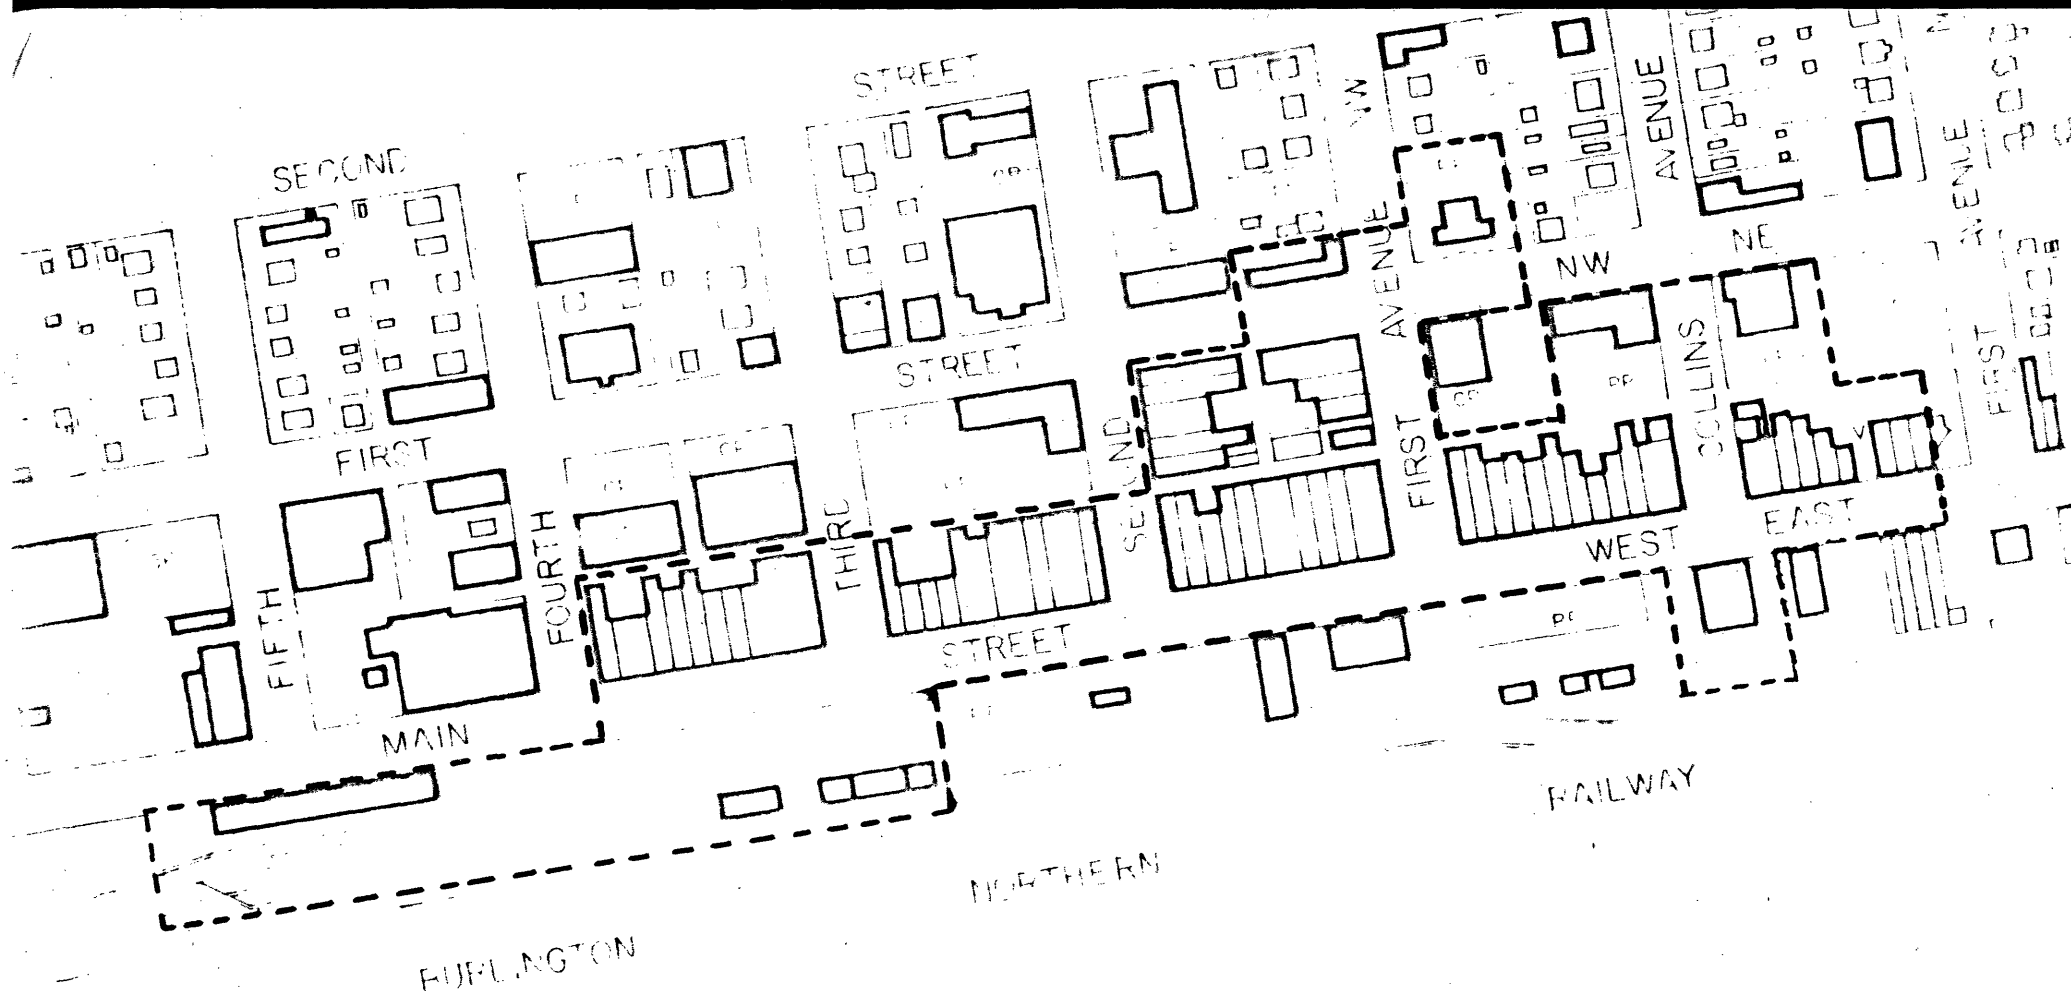 STREET
SECOND
NW
AVENUE
AVENUE
AVENUE
NE
NW
STREET
FIRST
COLLINS
FIRST
FIRST
SECOND
THIRD
FOURTH
FIFTH
EAST
WEST
STREET
MAIN
RAILWAY
NORTHERN
BURLINGTON